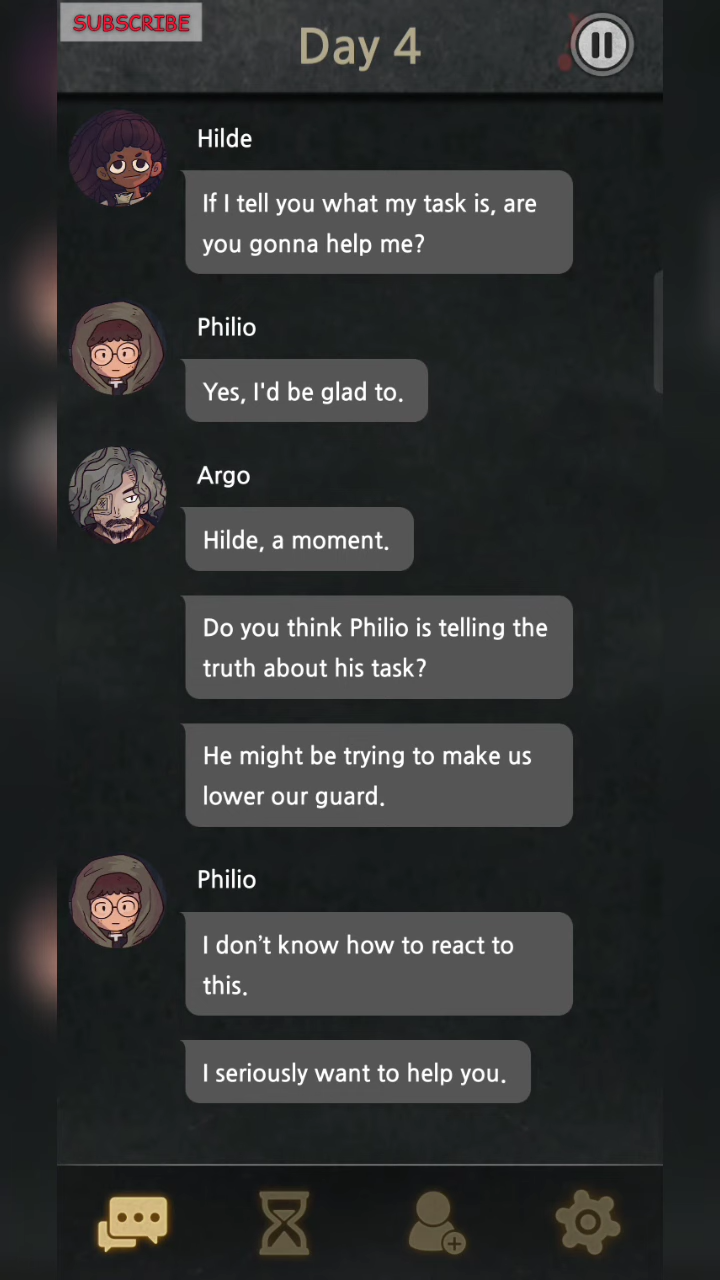 SUBSCRIBE
Day 4
Hilde
If I tell you what my task is, are
you gonna help me?
Philio
Yes, I'd be glad to.
Argo
Hilde, a moment.
Do you think Philio is telling the
truth about his task?
He might be trying to make us
lower our guard.
Philio
I don’t know how to react to
this.
I seriously want to help you.